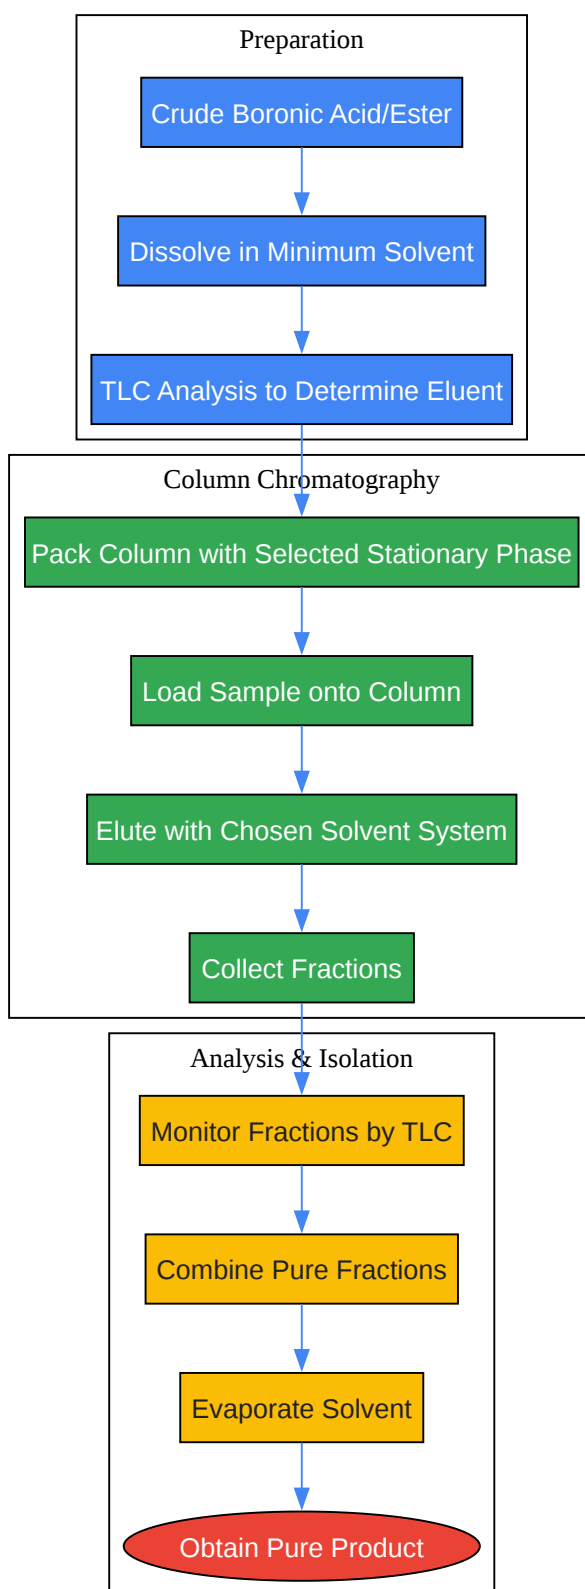 Preparation
Crude Boronic Acid/Ester
Dissolve in Minimum Solvent
TLC Analysis to Determine Eluent
Column Chromatography
Pack Column with Selected Stationary Phase
Load Sample onto Column
Elute with Chosen Solvent System
Collect Fractions
Analysis & Isolation
Monitor Fractions by TLC
Combine Pure Fractions
Evaporate Solvent
Obtain Pure Product